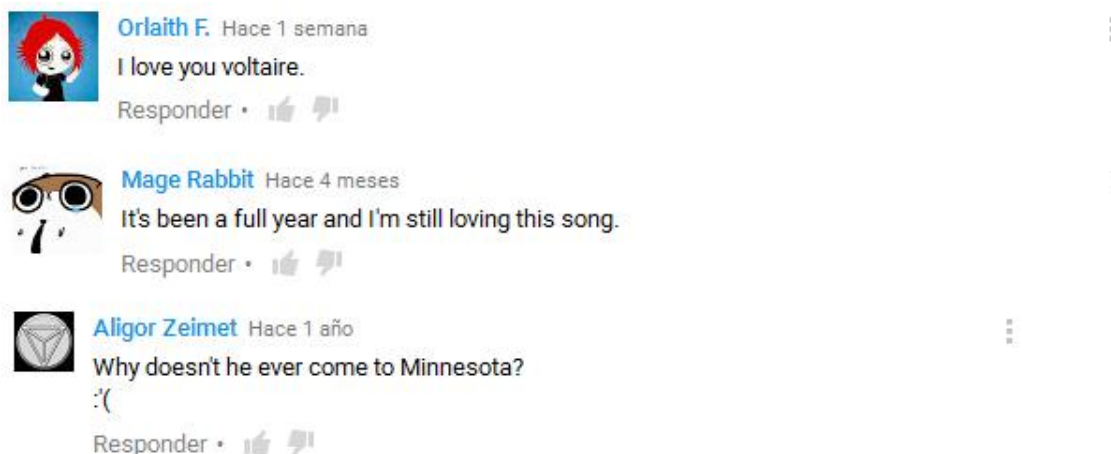 Orlaith F. Hace 1 semana
I love you voltaire.
Responder •
Mage Rabbit Hace 4 meses
It's been a full year and I'm still loving this song.
Responder •
Aligor Zeimet Hace 1 año
Why doesn't he ever come to Minnesota?
:'(
Responder •